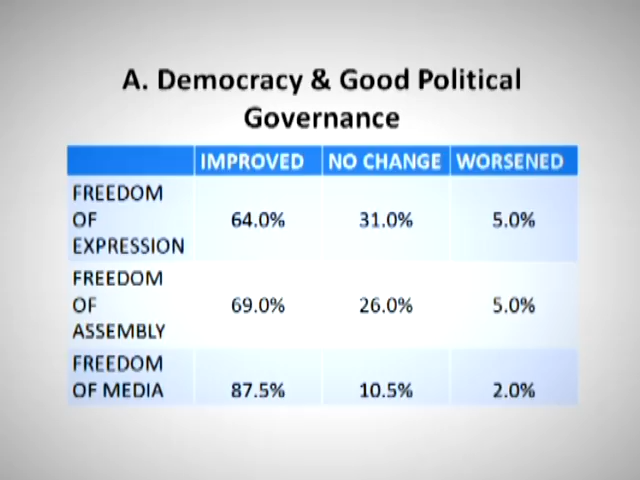 A. Democracy & Good Political
Governance
IMPROVED NO CHANGE WORSENED
FREEDOM
OF
EXPRESSION
64.0% 31.0% 5.0%
FREEDOM
OF
ASSEMBLY
69.0% 26.0% 5.0%
FREEDOM
OF MEDIA
87.5% 10.5% 2.0%